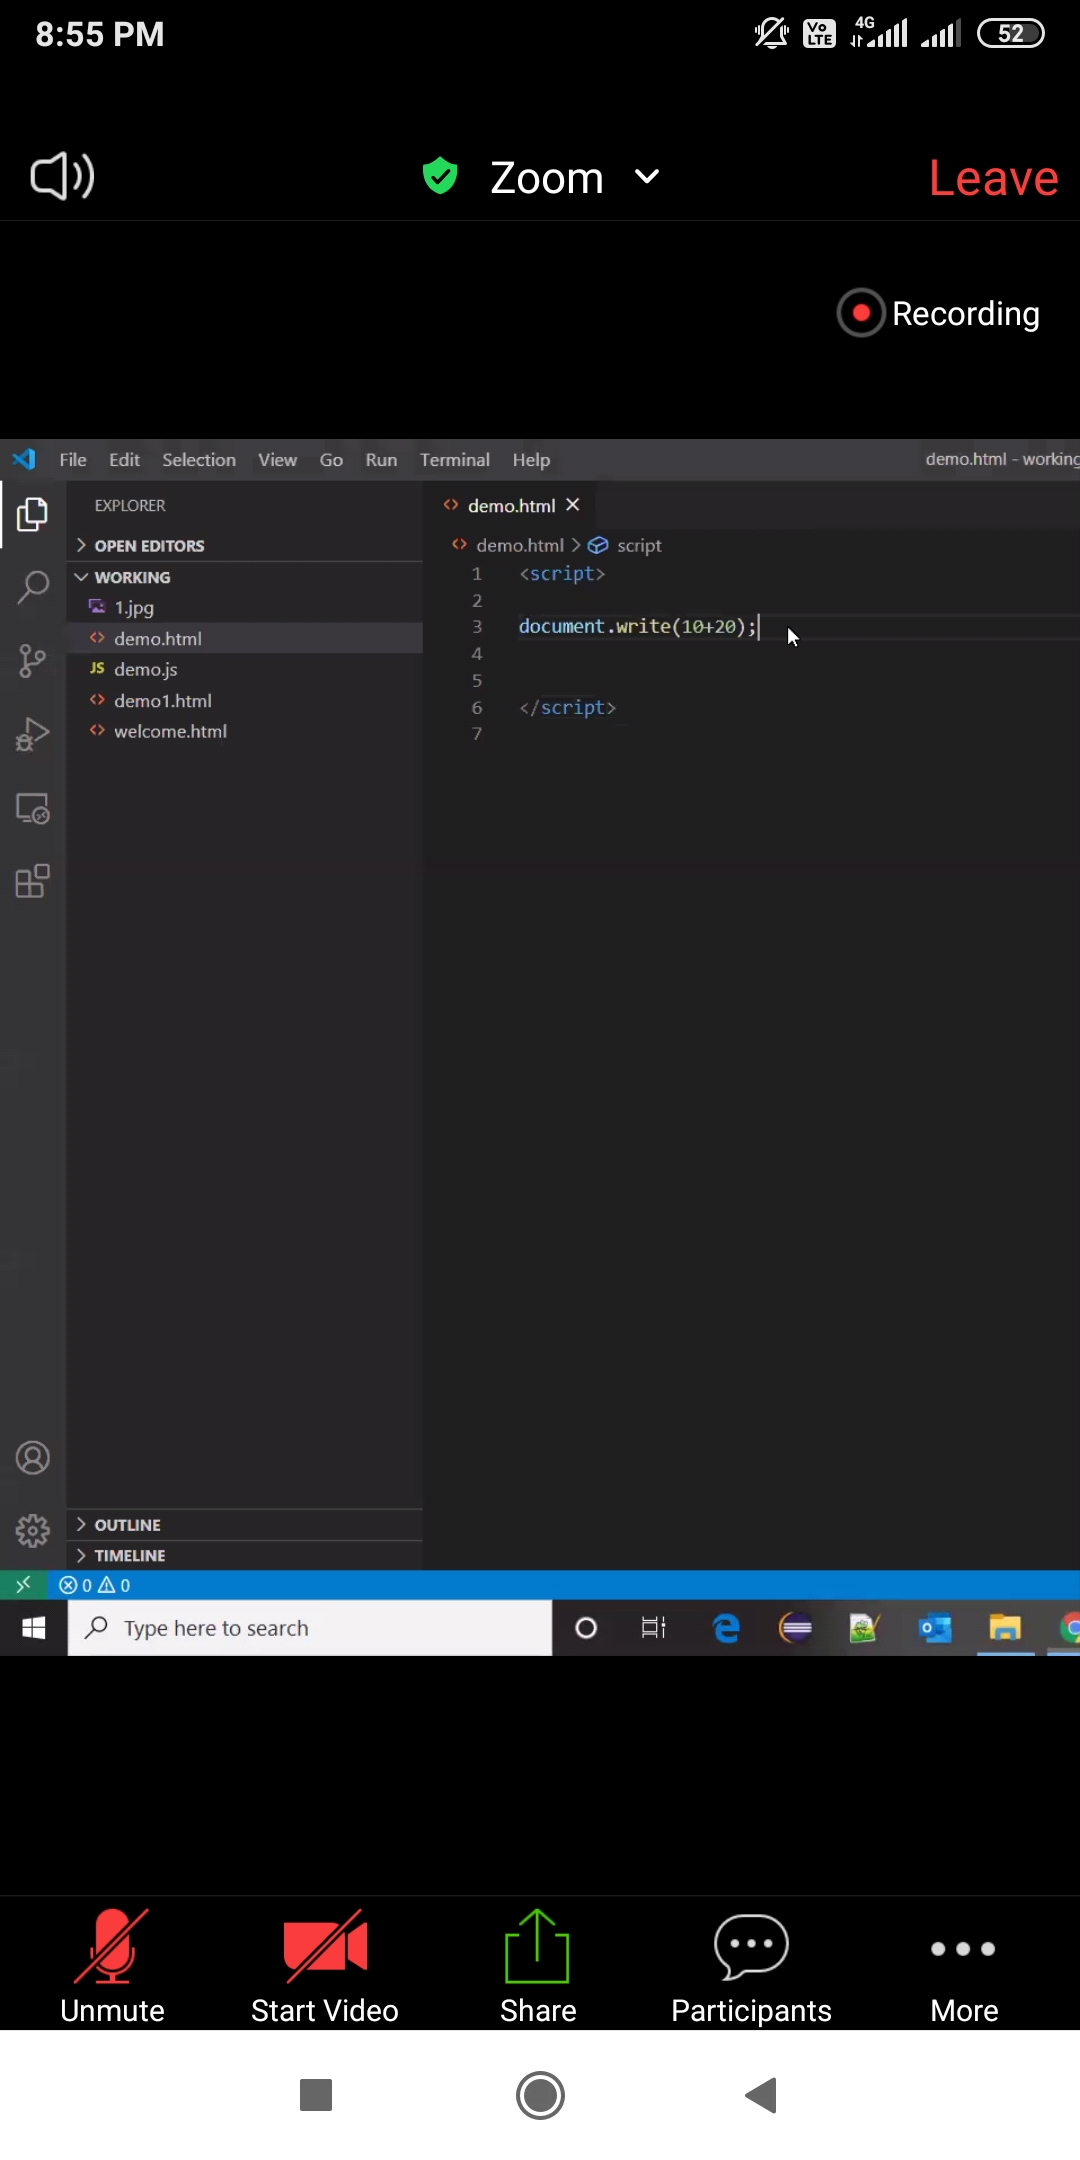 8:55 PM
Vo LTE 4G 52
Zoom
Leave
Recording
File Edit Selection View Go Run Terminal Help demo.html - working
EXPLORER
demo.html
OPEN EDITORS
demo.html > script
WORKING
1.jpg
demo.html
JS demo.js
demo1.html
welcome.html
1 <script>
2
3 document.write(10+20);
4
5
6 </script>
7
OUTLINE
TIMELINE
0 0
Type here to search
Unmute
Start Video
Share
Participants
More